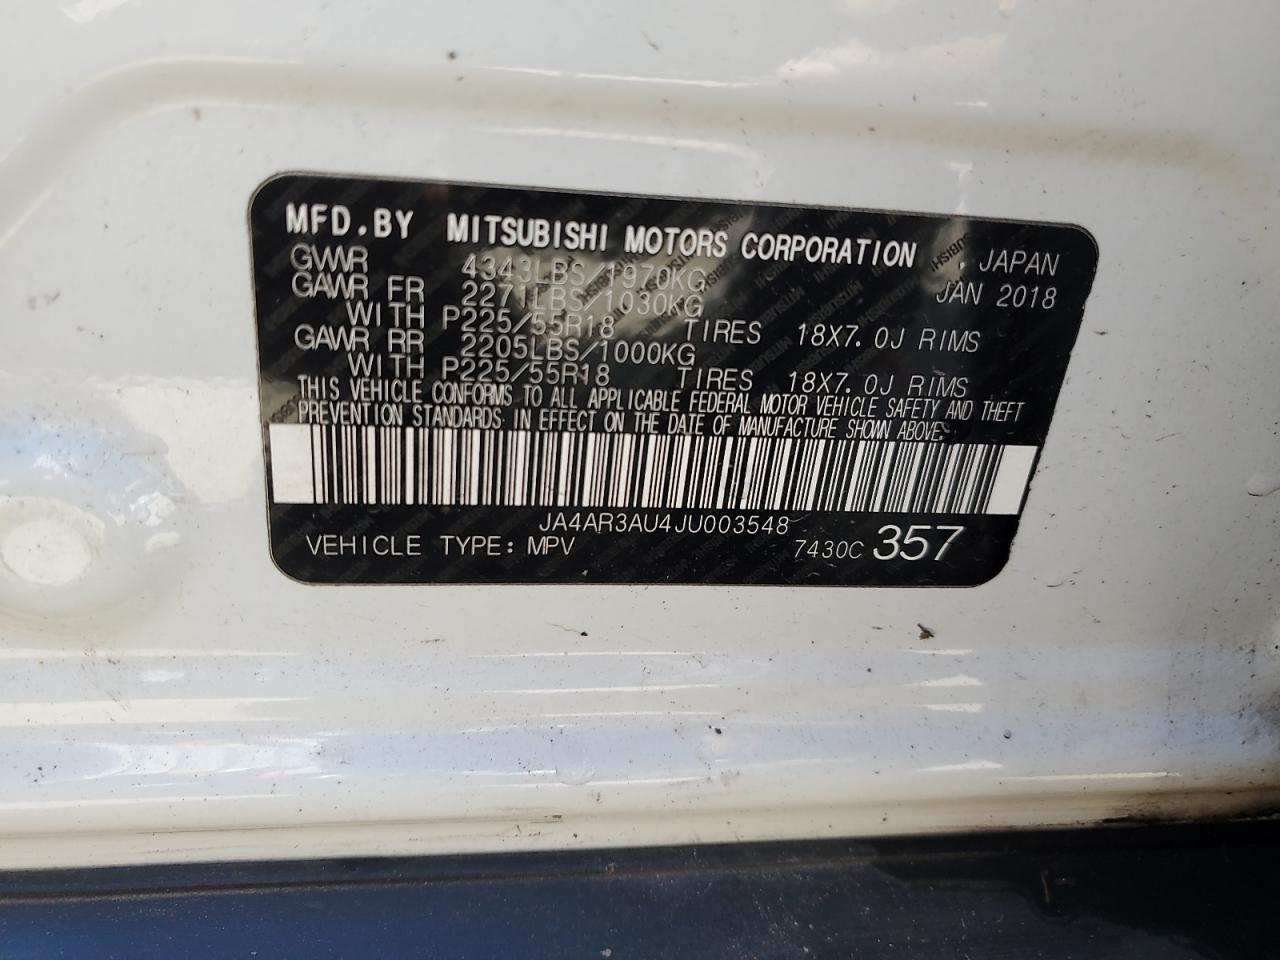 MFD.BY MITSUBISHI MOTORS CORPORATION JAPAN
GVWR 4343LBS/1970KG JAN 2018
GAWR FR 2271LBS/1030KG
WITH P225/55R18 TIRES 18X7.0J RIMS
GAWR RR 2205LBS/1000KG
WITH P225/55R18 TIRES 18X7.0J RIMS
THIS VEHICLE CONFORMS TO ALL APPLICABLE FEDERAL MOTOR VEHICLE SAFETY AND THEFT
PREVENTION STANDARDS IN EFFECT ON THE DATE OF MANUFACTURE SHOWN ABOVE.
JA4AR3AU4JU003548
VEHICLE TYPE: MPV 7430C 357